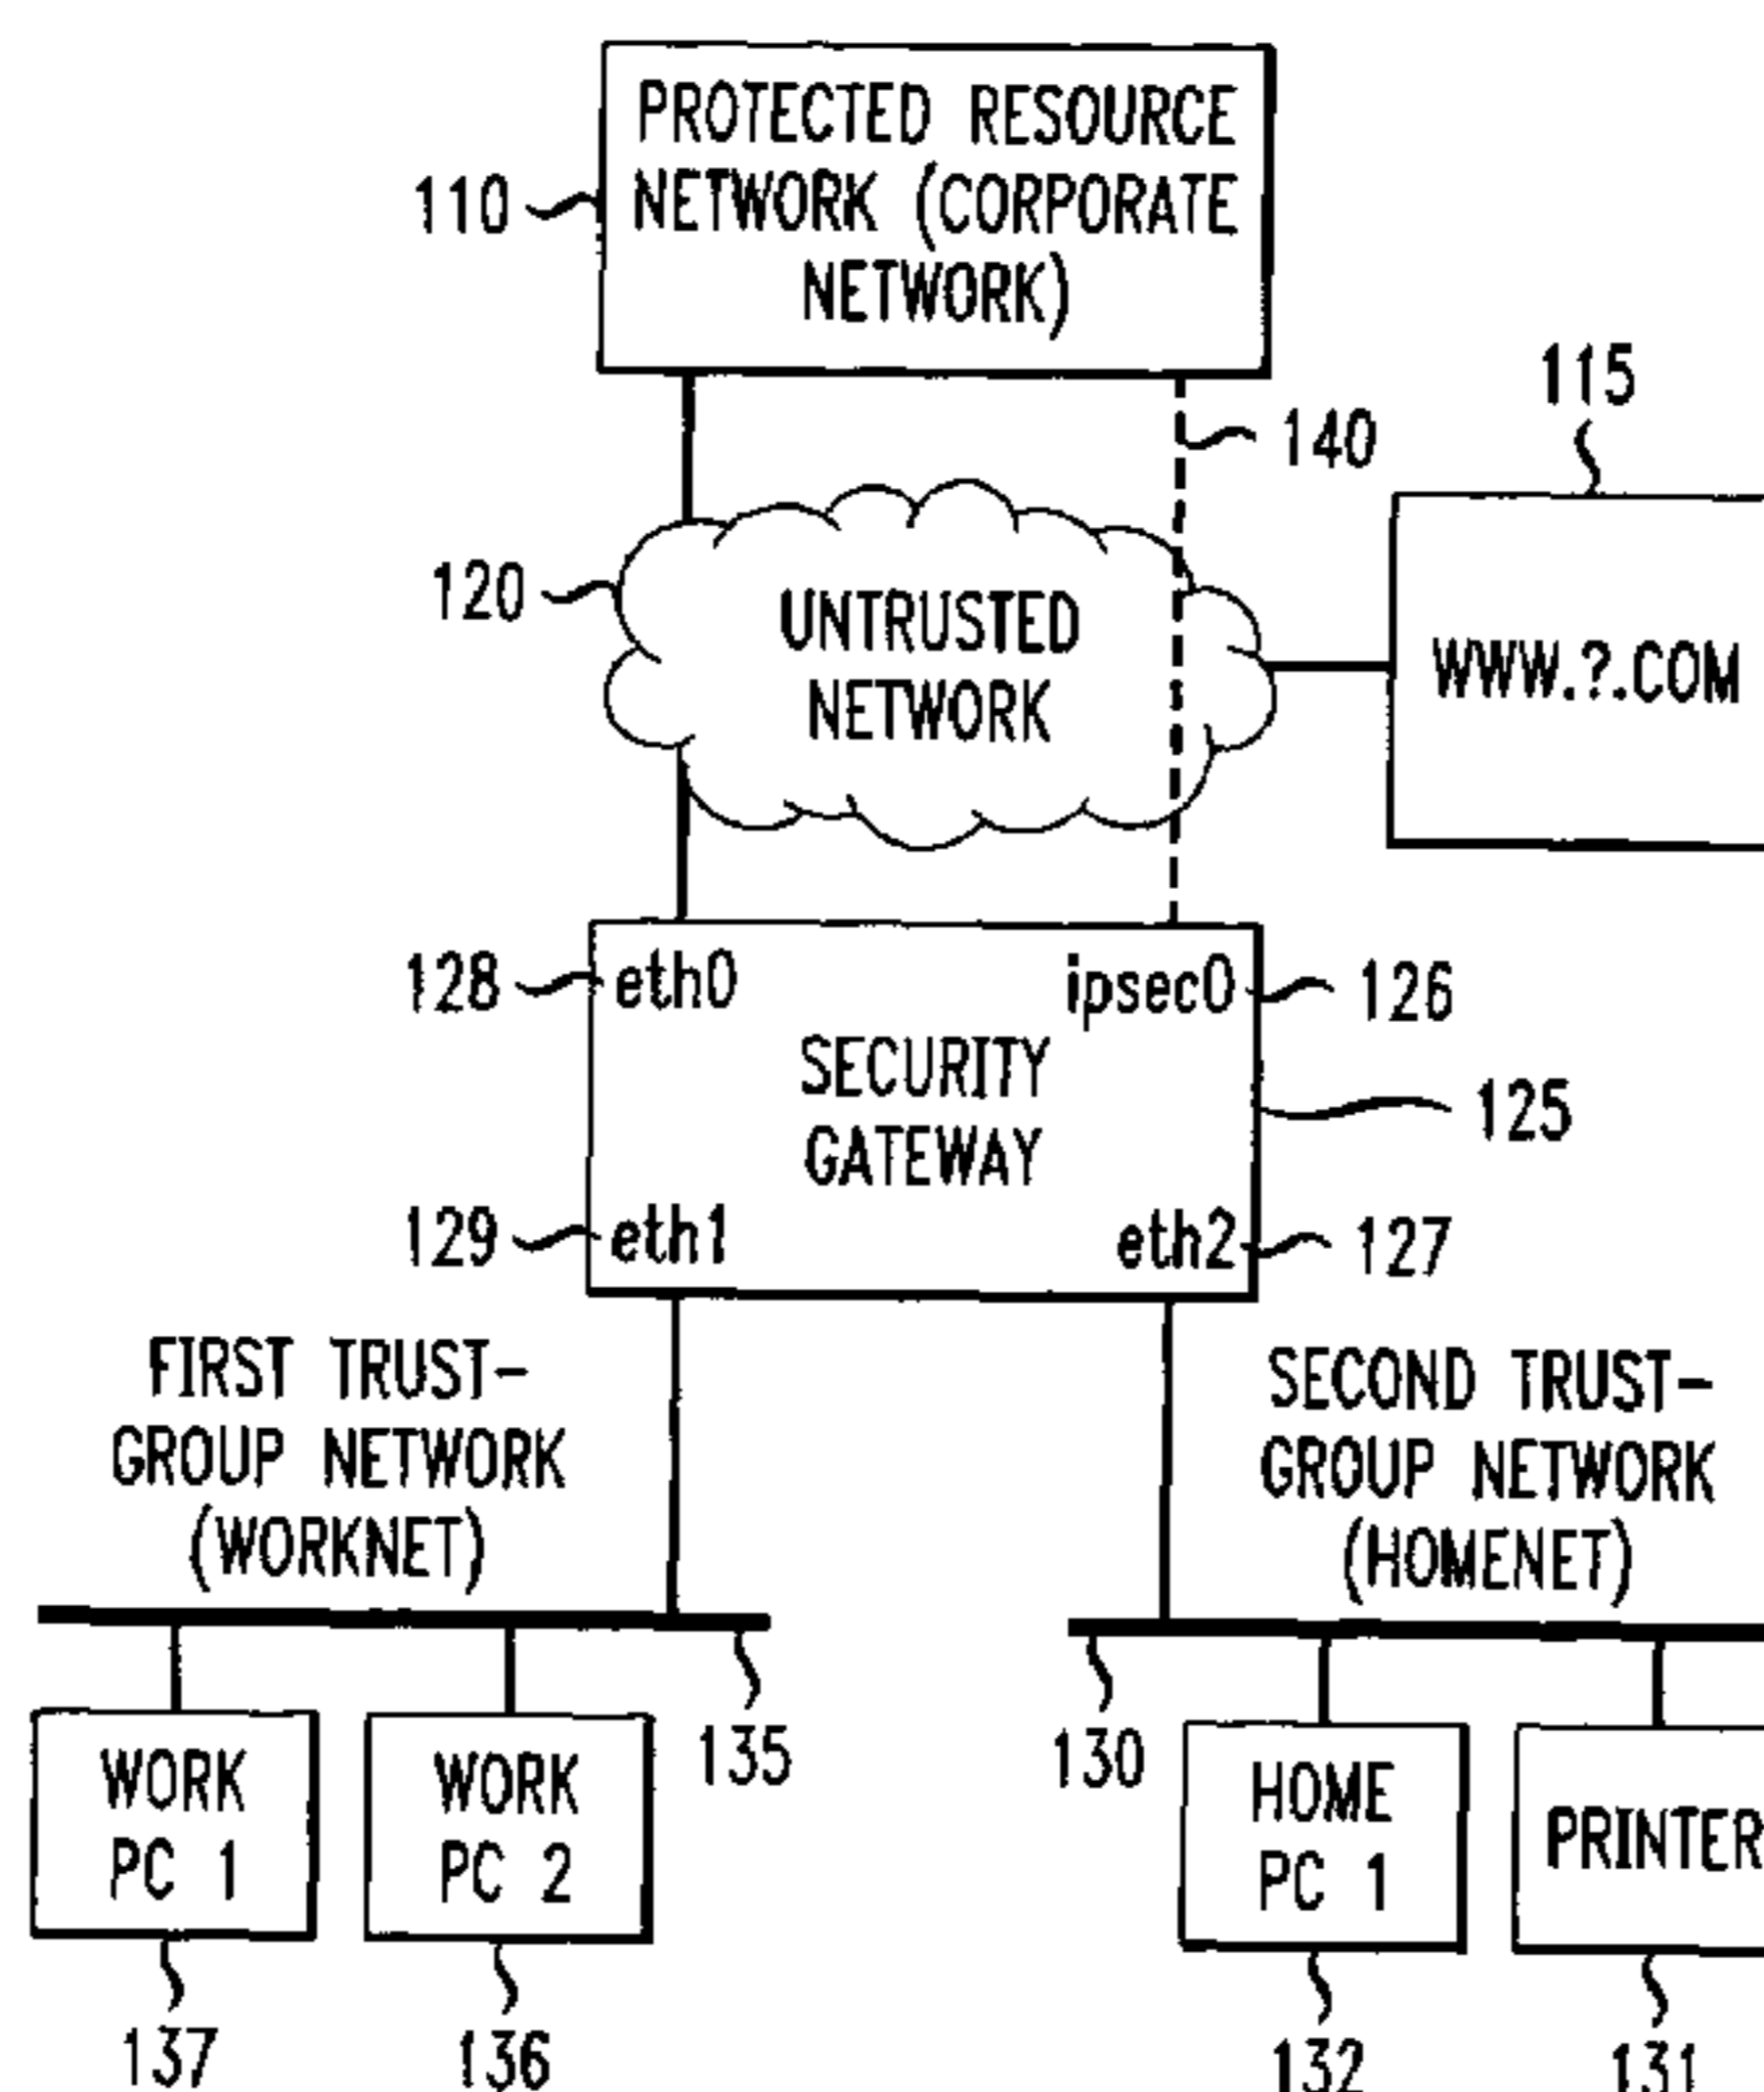 PROTECTED RESOURCE
NETWORK (CORPORATE
NETWORK)
110
140
115
120
UNTRUSTED
NETWORK
WWW.?.COM
128
eth0
ipsec0
126
SECURITY
GATEWAY
125
129
eth1
eth2
127
FIRST TRUST-
GROUP NETWORK
(WORKNET)
SECOND TRUST-
GROUP NETWORK
(HOMENET)
135
130
WORK
PC 1
WORK
PC 2
HOME
PC 1
PRINTER
137
136
132
131